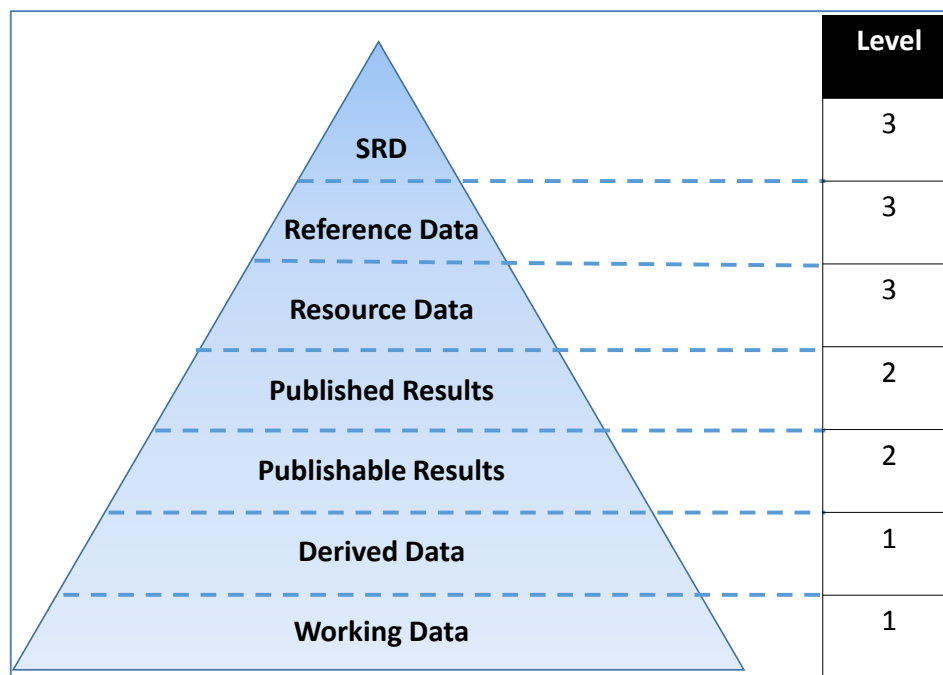 Level
SRD 3
Reference Data 3
Resource Data 3
Published Results 2
Publishable Results 2
Derived Data 1
Working Data 1